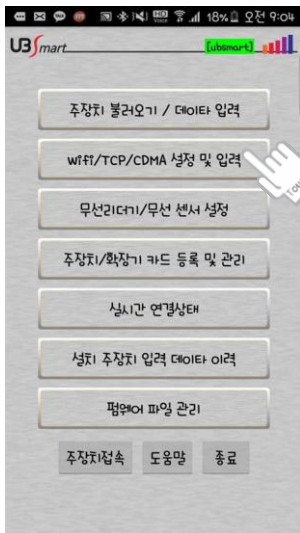 18% 오전 9:04
UBSmart
[ubsmart]
주장치 불러오기 / 데이타 입력
wifi/TCP/CDMA 설정 및 입력
무선리더기/무선 센서 설정
주장치/확장기 카드 등록 및 관리
실시간 연결상태
설치 주장치 입력 데이타 이력
펌웨어 파일 관리
주장치접속 도움말 종료